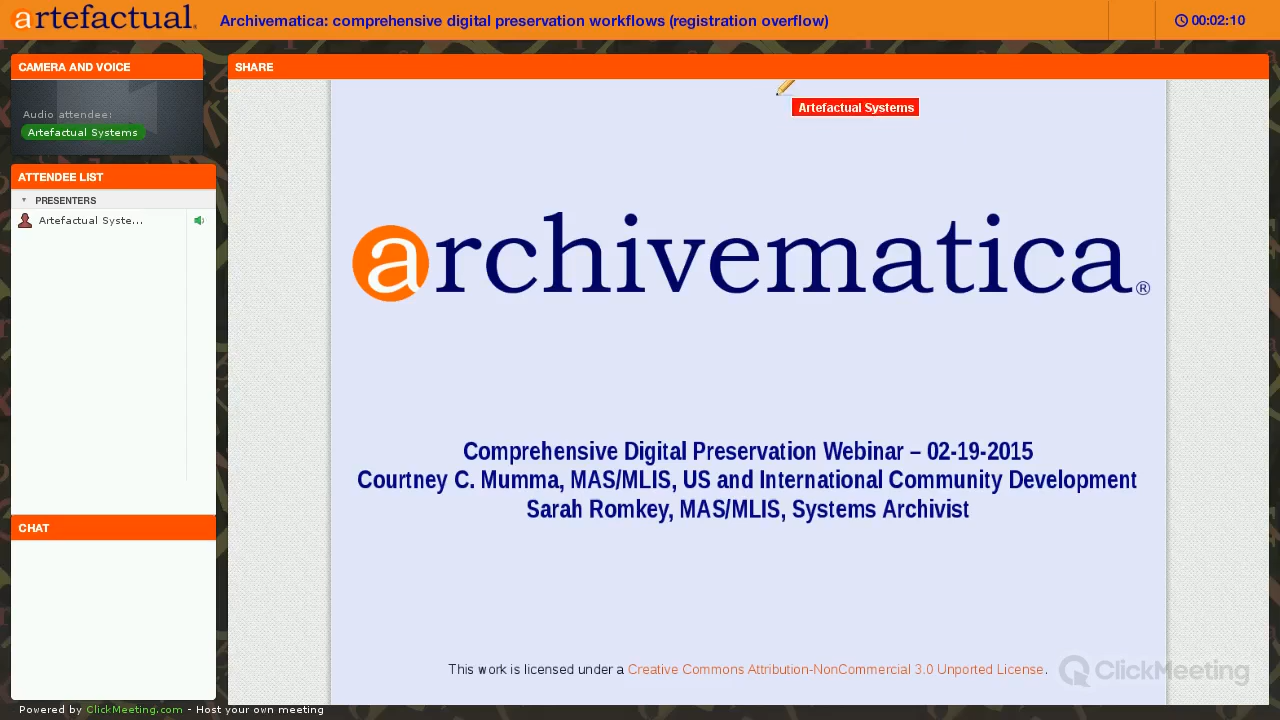 artefactual
Archivematica: comprehensive digital preservation workflows (registration overflow)
00:02:10
CAMERA AND VOICE
SHARE
Audio attendee:
Artefactual Systems
Artefactual Systems
ATTENDEE LIST
PRESENTERS
Artefactual Syste...
archivematica®
Comprehensive Digital Preservation Webinar – 02-19-2015
Courtney C. Mumma, MAS/MLIS, US and International Community Development
Sarah Romkey, MAS/MLIS, Systems Archivist
CHAT
This work is licensed under a Creative Commons Attribution-NonCommercial 3.0 Unported License.
ClickMeeting
Powered by ClickMeeting.com - Host your own meeting